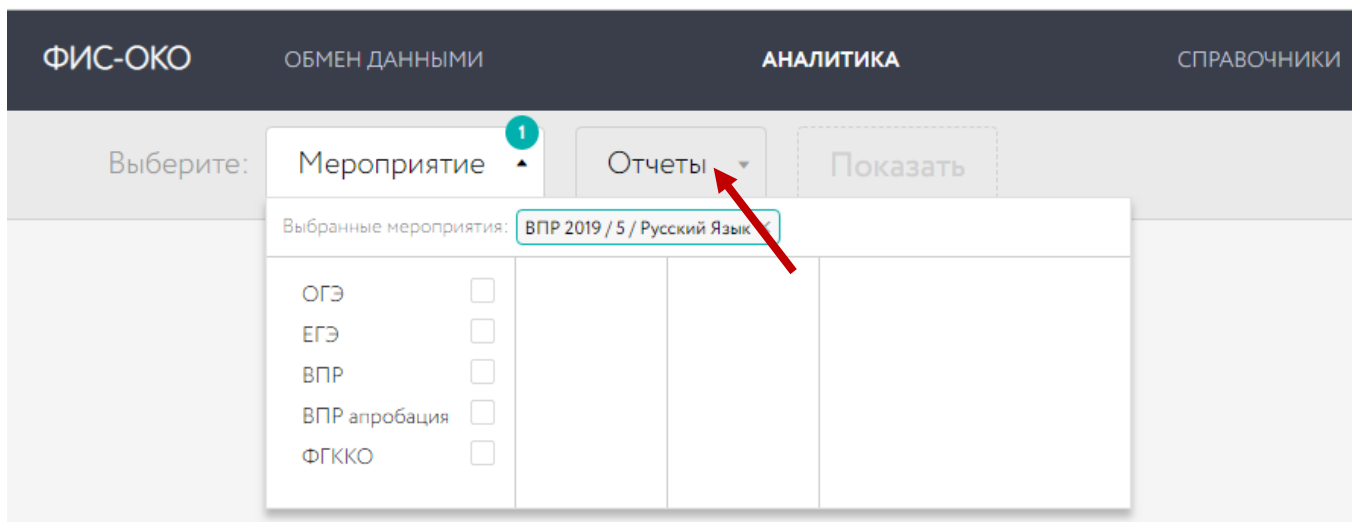 ФИС-ОКО ОБМЕН ДАННЫМИ АНАЛИТИКА СПРАВОЧНИКИ
Выберите: Мероприятие 1 Отчеты Показать
Выбранные мероприятия: ВПР 2019 / 5 / Русский Язык
ОГЭ
ЕГЭ
ВПР
ВПР апробация
ФГККО